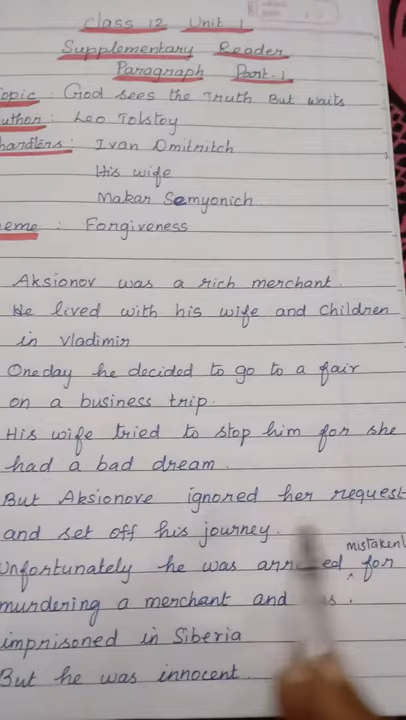 Class 12 Unit 1
Supplementary Reader
Paragraph Part-1
opic : God sees the Truth But waits
uthor : Leo Tolstoy
haracters : Ivan Dmitritch
His wife
Makar Semyonich
eme : Forgiveness
Aksionov was a rich merchant.
He lived with his wife and children
in vladimir
One day he decided to go to a fair
on a business trip.
His wife tried to stop him for she
had a bad dream.
But Aksionove ignored her request
and set off his journey.
mistakenl
Unfortunately he was for
murdering a merchant and
imprisoned in Siberia
But he was innocent.